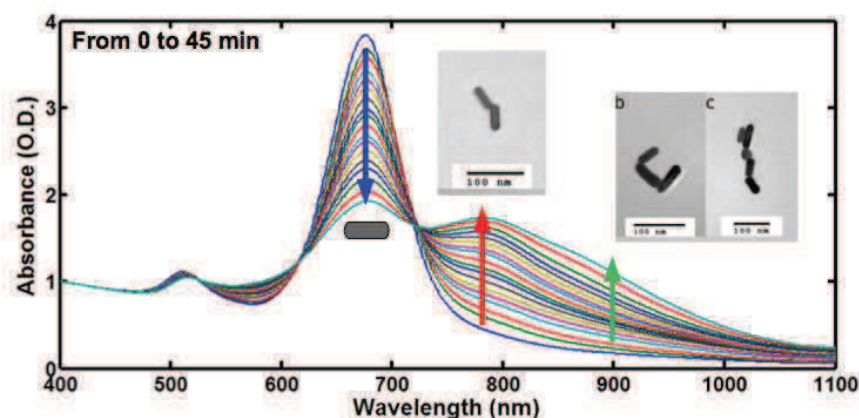 From 0 to 45 min
Absorbance (O.D.)
4
3
2
1
0
400 500 600 700 800 900 1000 1100
Wavelength (nm)
100 nm
b
100 nm
c
100 nm